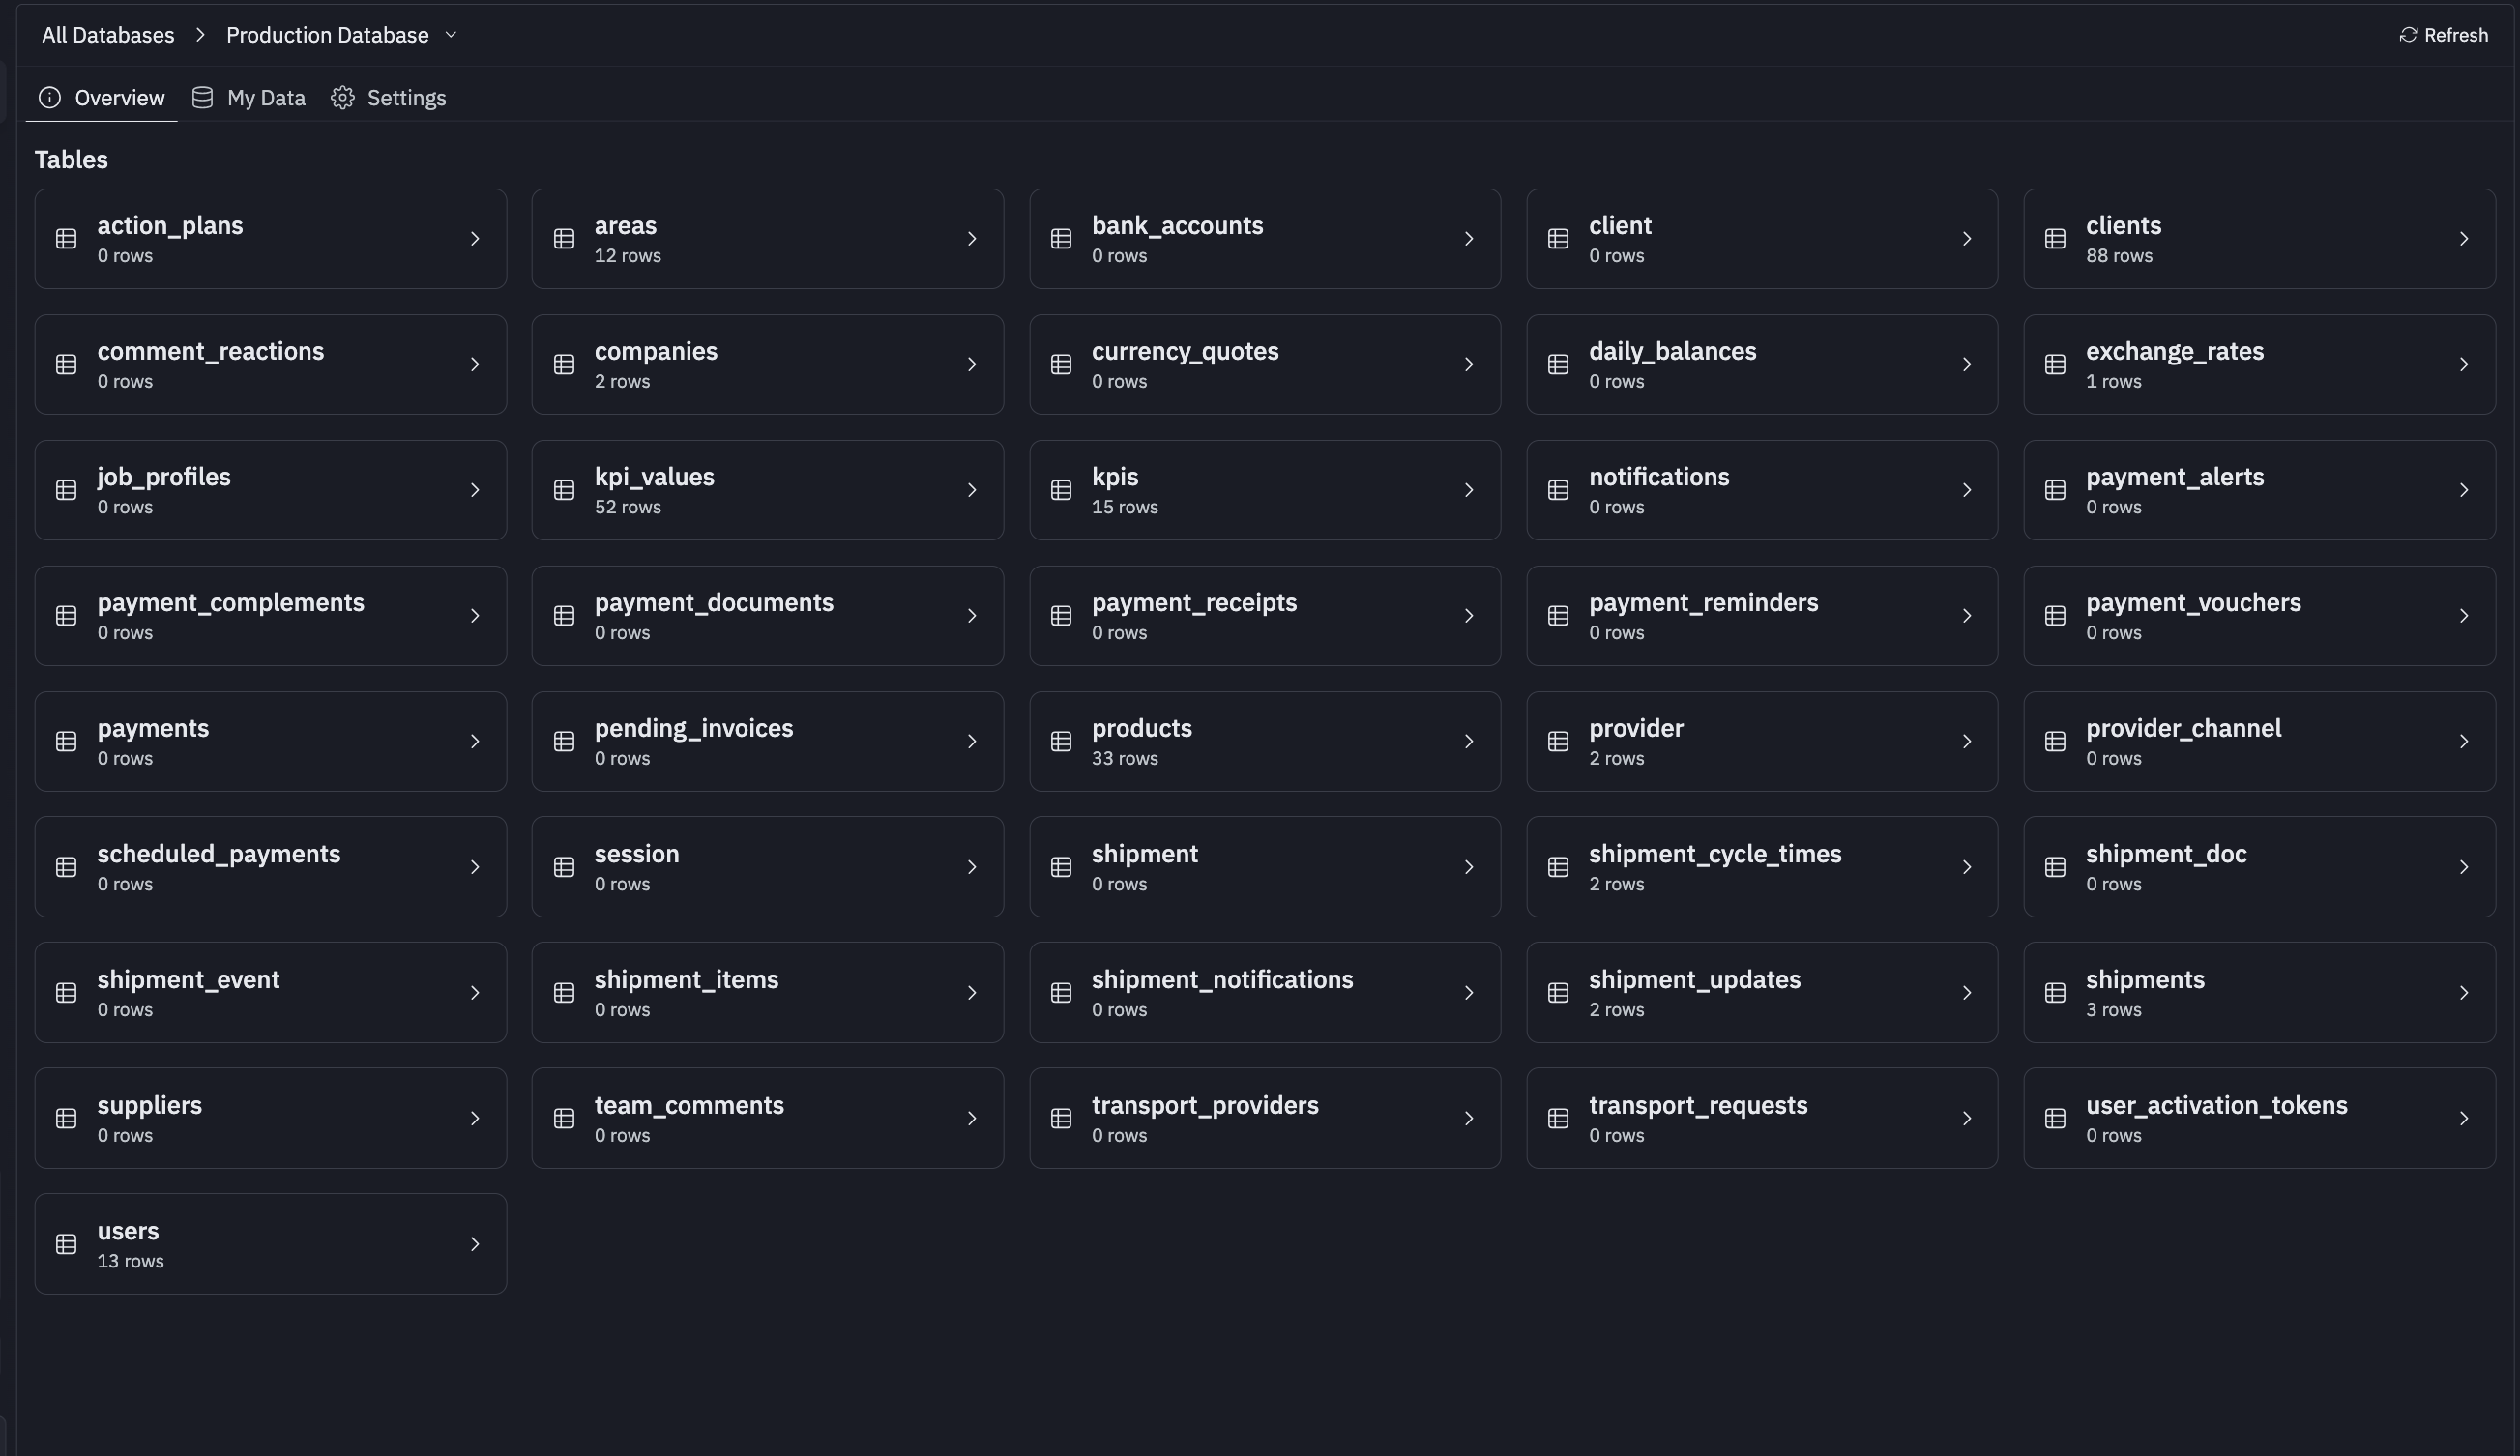 All Databases > Production Database
Refresh
Overview
My Data
Settings
Tables
action_plans
0 rows
areas
12 rows
bank_accounts
0 rows
client
0 rows
clients
88 rows
comment_reactions
0 rows
companies
2 rows
currency_quotes
0 rows
daily_balances
0 rows
exchange_rates
1 rows
job_profiles
0 rows
kpi_values
52 rows
kpis
15 rows
notifications
0 rows
payment_alerts
0 rows
payment_complements
0 rows
payment_documents
0 rows
payment_receipts
0 rows
payment_reminders
0 rows
payment_vouchers
0 rows
payments
0 rows
pending_invoices
0 rows
products
33 rows
provider
2 rows
provider_channel
0 rows
scheduled_payments
0 rows
session
0 rows
shipment
0 rows
shipment_cycle_times
2 rows
shipment_doc
0 rows
shipment_event
0 rows
shipment_items
0 rows
shipment_notifications
0 rows
shipment_updates
2 rows
shipments
3 rows
suppliers
0 rows
team_comments
0 rows
transport_providers
0 rows
transport_requests
0 rows
user_activation_tokens
0 rows
users
13 rows